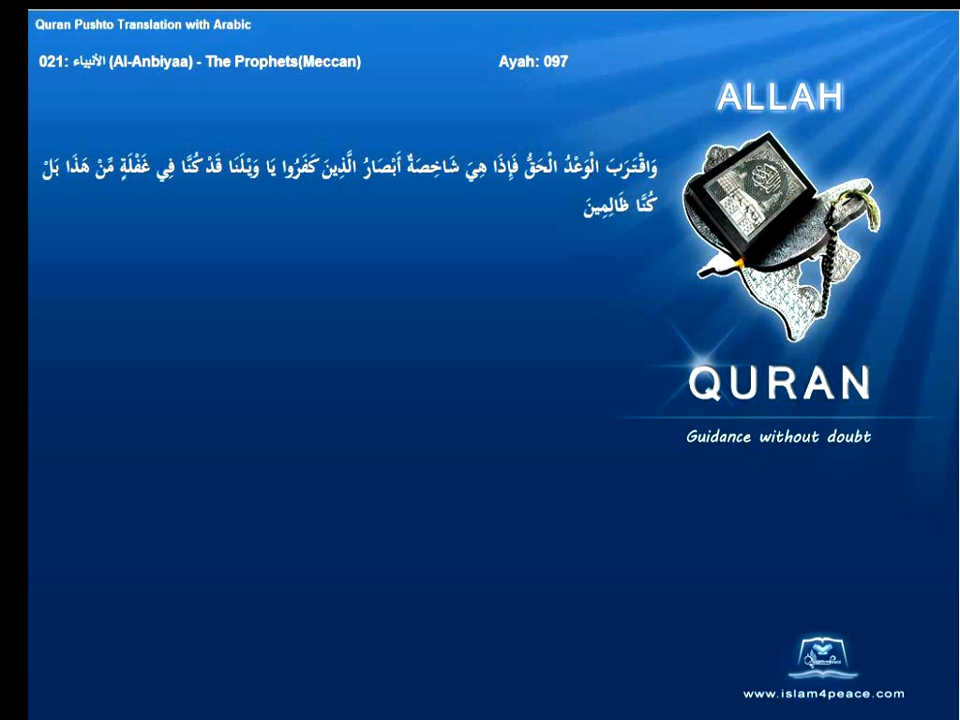 Quran Pushto Translation with Arabic
021: الأنبياء (Al-Anbiyaa) - The Prophets(Meccan) Ayah: 097
ALLAH
وَاقْتَرَبَ الْوَعْدُ الْحَقُّ فَإِذَا هِيَ شَاخِصَةٌ أَبْصَارُ الَّذِينَ كَفَرُوا يَا وَيْلَنَا قَدْ كُنَّا فِي غَفْلَةٍ مِّنْ هَذَا بَلْ
كُنَّا ظَالِمِينَ
QURAN
Guidance without doubt
www.islam4peace.com